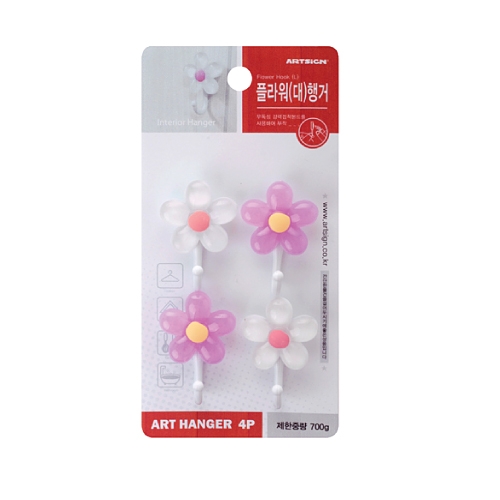 ARTSIGN®
Flower Hook (L)
플라워(대)행거
Interior Hanger
www.artsign.co.kr
ART HANGER 4P
제한중량 700g